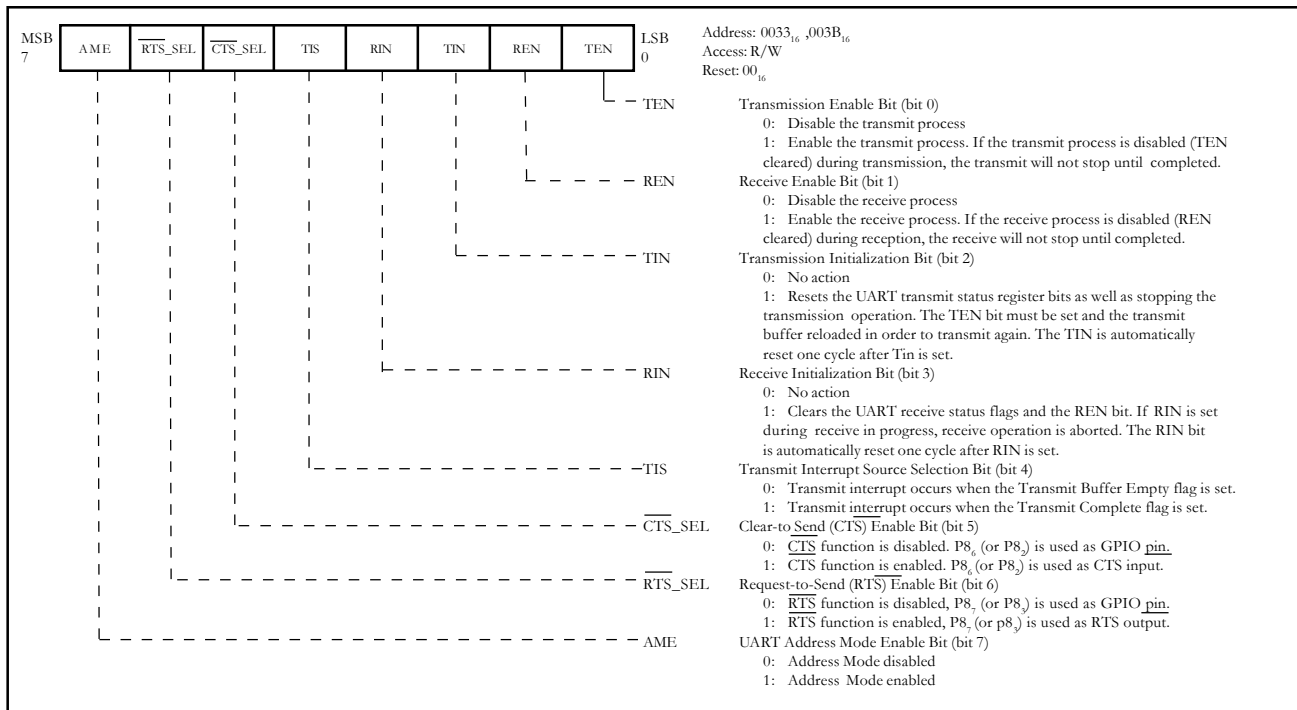 MSB
7
AME
RTS_SEL
CTS_SEL
TIS
RIN
TIN
REN
TEN
LSB
0
Address: 0033₁₆ ,003B₁₆
Access: R/W
Reset: 00₁₆
TEN Transmission Enable Bit (bit 0)
0: Disable the transmit process
1: Enable the transmit process. If the transmit process is disabled (TEN
cleared) during transmission, the transmit will not stop until completed.
REN Receive Enable Bit (bit 1)
0: Disable the receive process
1: Enable the receive process. If the receive process is disabled (REN
cleared) during reception, the receive will not stop until completed.
TIN Transmission Initialization Bit (bit 2)
0: No action
1: Resets the UART transmit status register bits as well as stopping the
transmission operation. The TEN bit must be set and the transmit
buffer reloaded in order to transmit again. The TIN is automatically
reset one cycle after Tin is set.
RIN Receive Initialization Bit (bit 3)
0: No action
1: Clears the UART receive status flags and the REN bit. If RIN is set
during receive in progress, receive operation is aborted. The RIN bit
is automatically reset one cycle after RIN is set.
TIS Transmit Interrupt Source Selection Bit (bit 4)
0: Transmit interrupt occurs when the Transmit Buffer Empty flag is set.
1: Transmit interrupt occurs when the Transmit Complete flag is set.
CTS_SEL Clear-to Send (CTS) Enable Bit (bit 5)
0: CTS function is disabled. P8₆ (or P8₂) is used as GPIO pin.
1: CTS function is enabled. P8₆ (or P8₂) is used as CTS input.
RTS_SEL Request-to-Send (RTS) Enable Bit (bit 6)
0: RTS function is disabled, P8₇ (or P8₃) is used as GPIO pin.
1: RTS function is enabled, P8₇ (or p8₃) is used as RTS output.
AME UART Address Mode Enable Bit (bit 7)
0: Address Mode disabled
1: Address Mode enabled